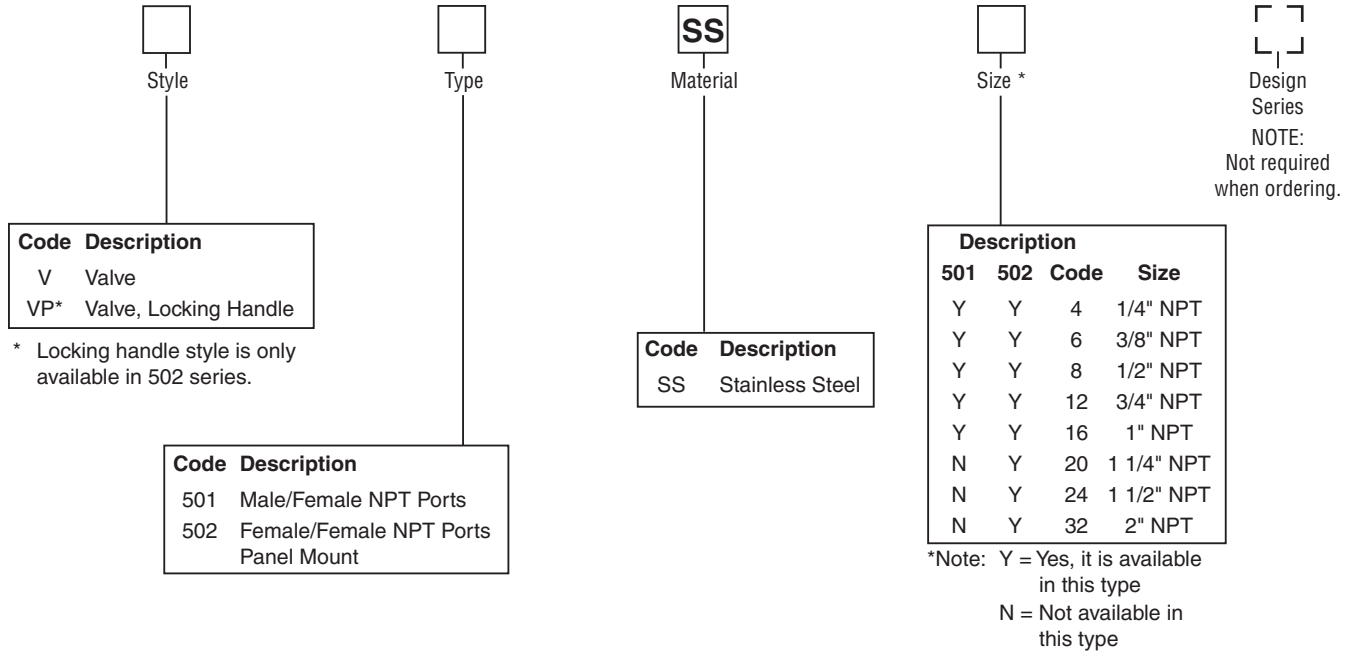 SS
Style
Type
Material
Size *
Design
Series
NOTE:
Not required
when ordering.
Code Description
V Valve
VP* Valve, Locking Handle
* Locking handle style is only
available in 502 series.
Code Description
501 Male/Female NPT Ports
502 Female/Female NPT Ports
Panel Mount
Code Description
SS Stainless Steel
Description
501 502 Code Size
Y Y 4 1/4" NPT
Y Y 6 3/8" NPT
Y Y 8 1/2" NPT
Y Y 12 3/4" NPT
Y Y 16 1" NPT
N Y 20 1 1/4" NPT
N Y 24 1 1/2" NPT
N Y 32 2" NPT
*Note: Y = Yes, it is available
in this type
N = Not available in
this type